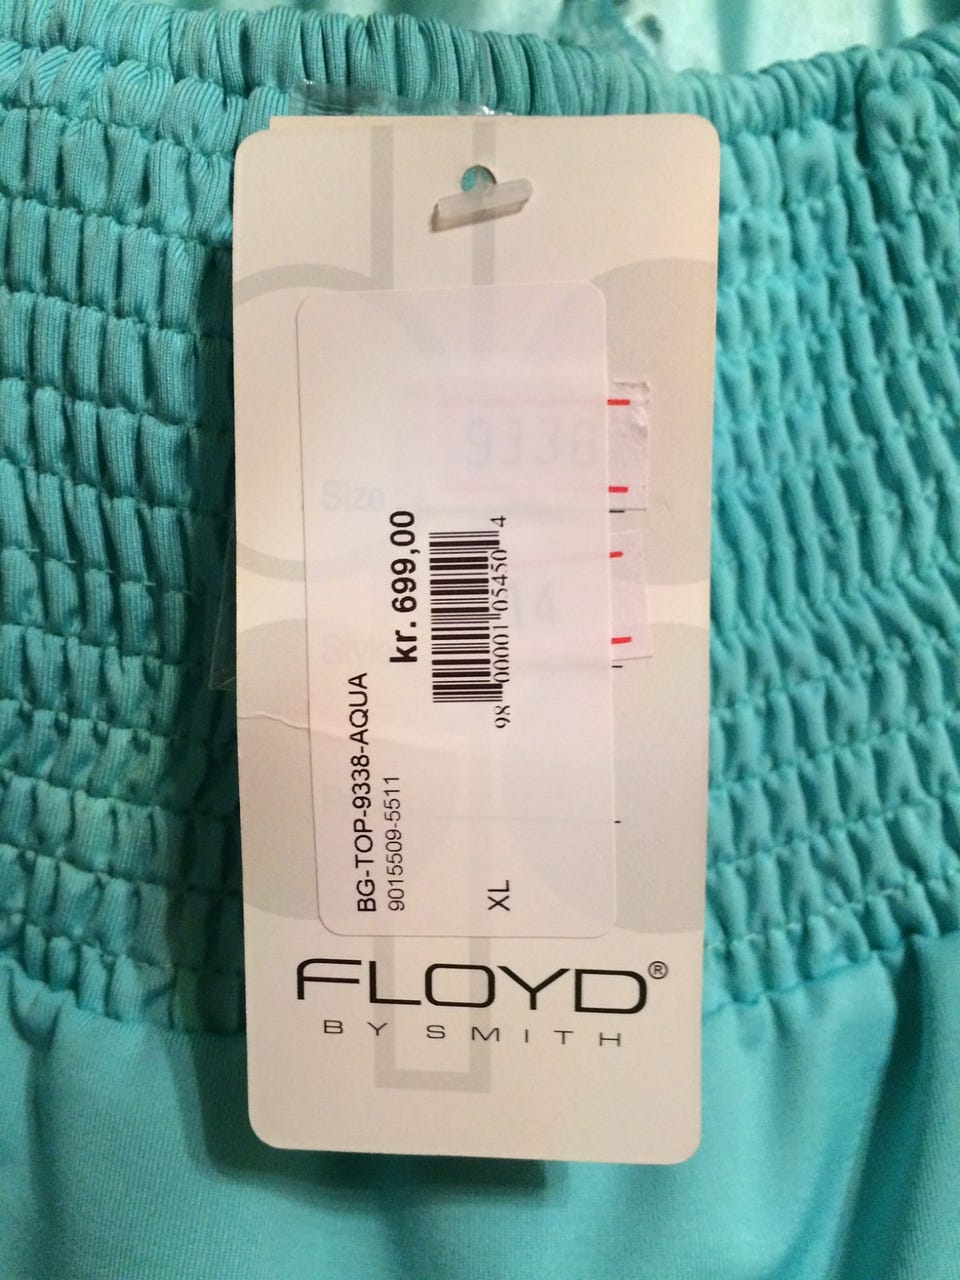 9338
Size
14
kr. 699,00
98 00001 05450 4
BG-TOP-9338-AQUA
9015509-5511
XL
FLOYD®
BY SMITH